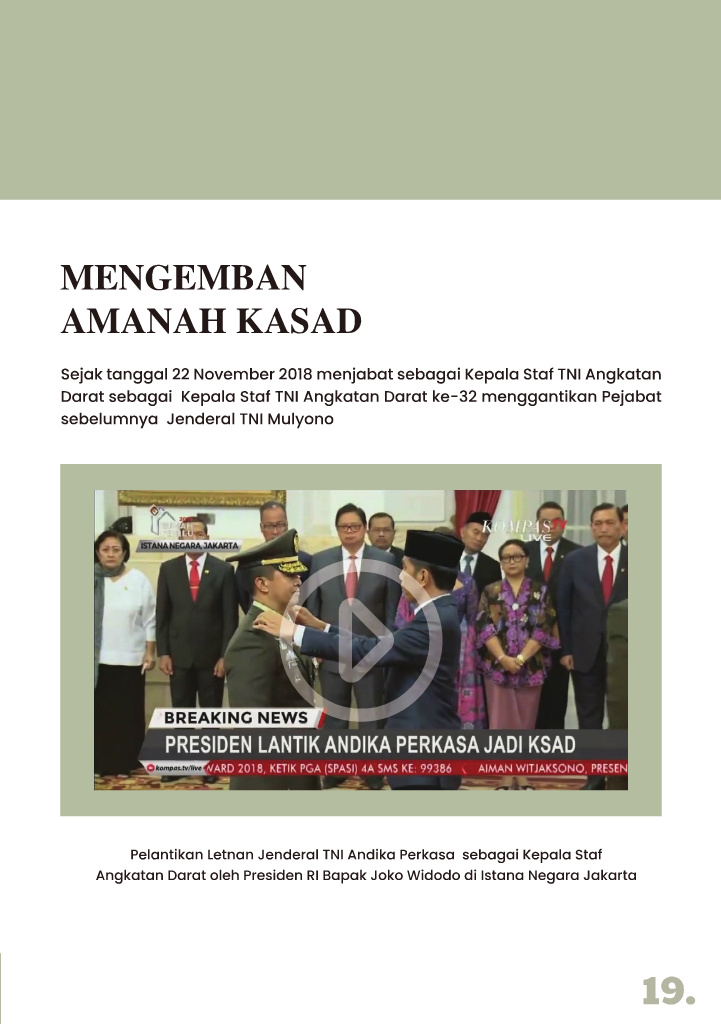 MENGEMBAN
AMANAH KASAD
Sejak tanggal 22 November 2018 menjabat sebagai Kepala Staf TNI Angkatan
Darat sebagai Kepala Staf TNI Angkatan Darat ke-32 menggantikan Pejabat
sebelumnya Jenderal TNI Mulyono
KOMPASTV
LIVE
ISTANA NEGARA, JAKARTA
BREAKING NEWS
PRESIDEN LANTIK ANDIKA PERKASA JADI KSAD
kompas.tv/live
WARD 2018, KETIK PGA (SPASI) 4A SMS KE: 99386
AIMAN WITJAKSONO, PRESEN
Pelantikan Letnan Jenderal TNI Andika Perkasa sebagai Kepala Staf
Angkatan Darat oleh Presiden RI Bapak Joko Widodo di Istana Negara Jakarta
19.